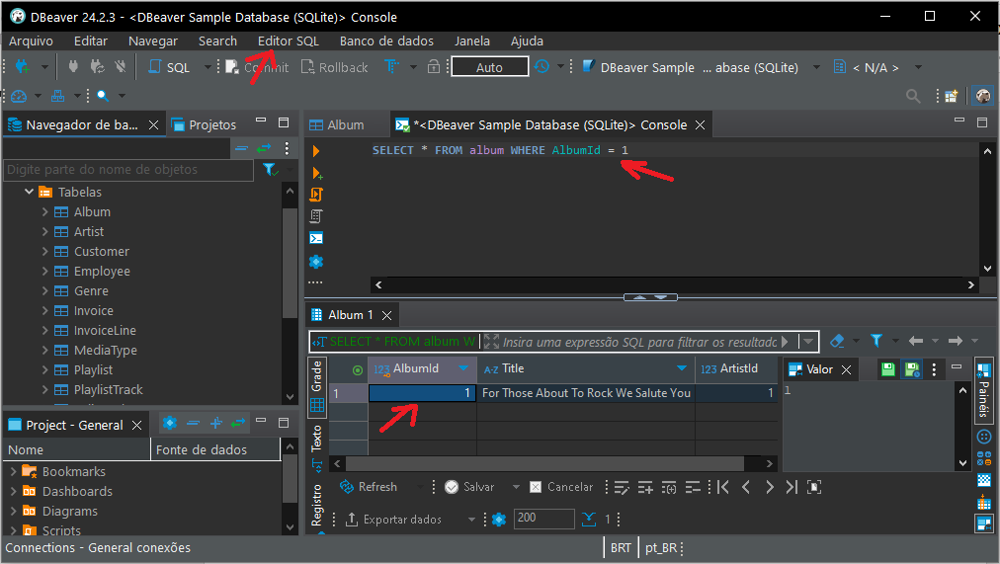 DBeaver 24.2.3 - <DBeaver Sample Database (SQLite)> Console
Arquivo Editar Navegar Search Editor SQL Banco de dados Janela Ajuda
SQL Commit Rollback Auto DBeaver Sample ... abase (SQLite) < N/A >
Navegador de ba... Projetos
Digite parte do nome de objetos
Tabelas
Album
Artist
Customer
Employee
Genre
Invoice
InvoiceLine
MediaType
Playlist
PlaylistTrack
Project - General
Nome Fonte de dados
Bookmarks
Dashboards
Diagrams
Scripts
Album *<DBeaver Sample Database (SQLite)> Console
SELECT * FROM album WHERE AlbumId = 1
Album 1
SELECT * FROM album W Insira uma expressão SQL para filtrar os resultadc
Grade
Texto
Registro
123 AlbumId A-Z Title 123 ArtistId
1 1 For Those About To Rock We Salute You 1
Valor
1
Painéis
Refresh Salvar Cancelar
Exportar dados 200 1
Connections - General conexões BRT pt_BR